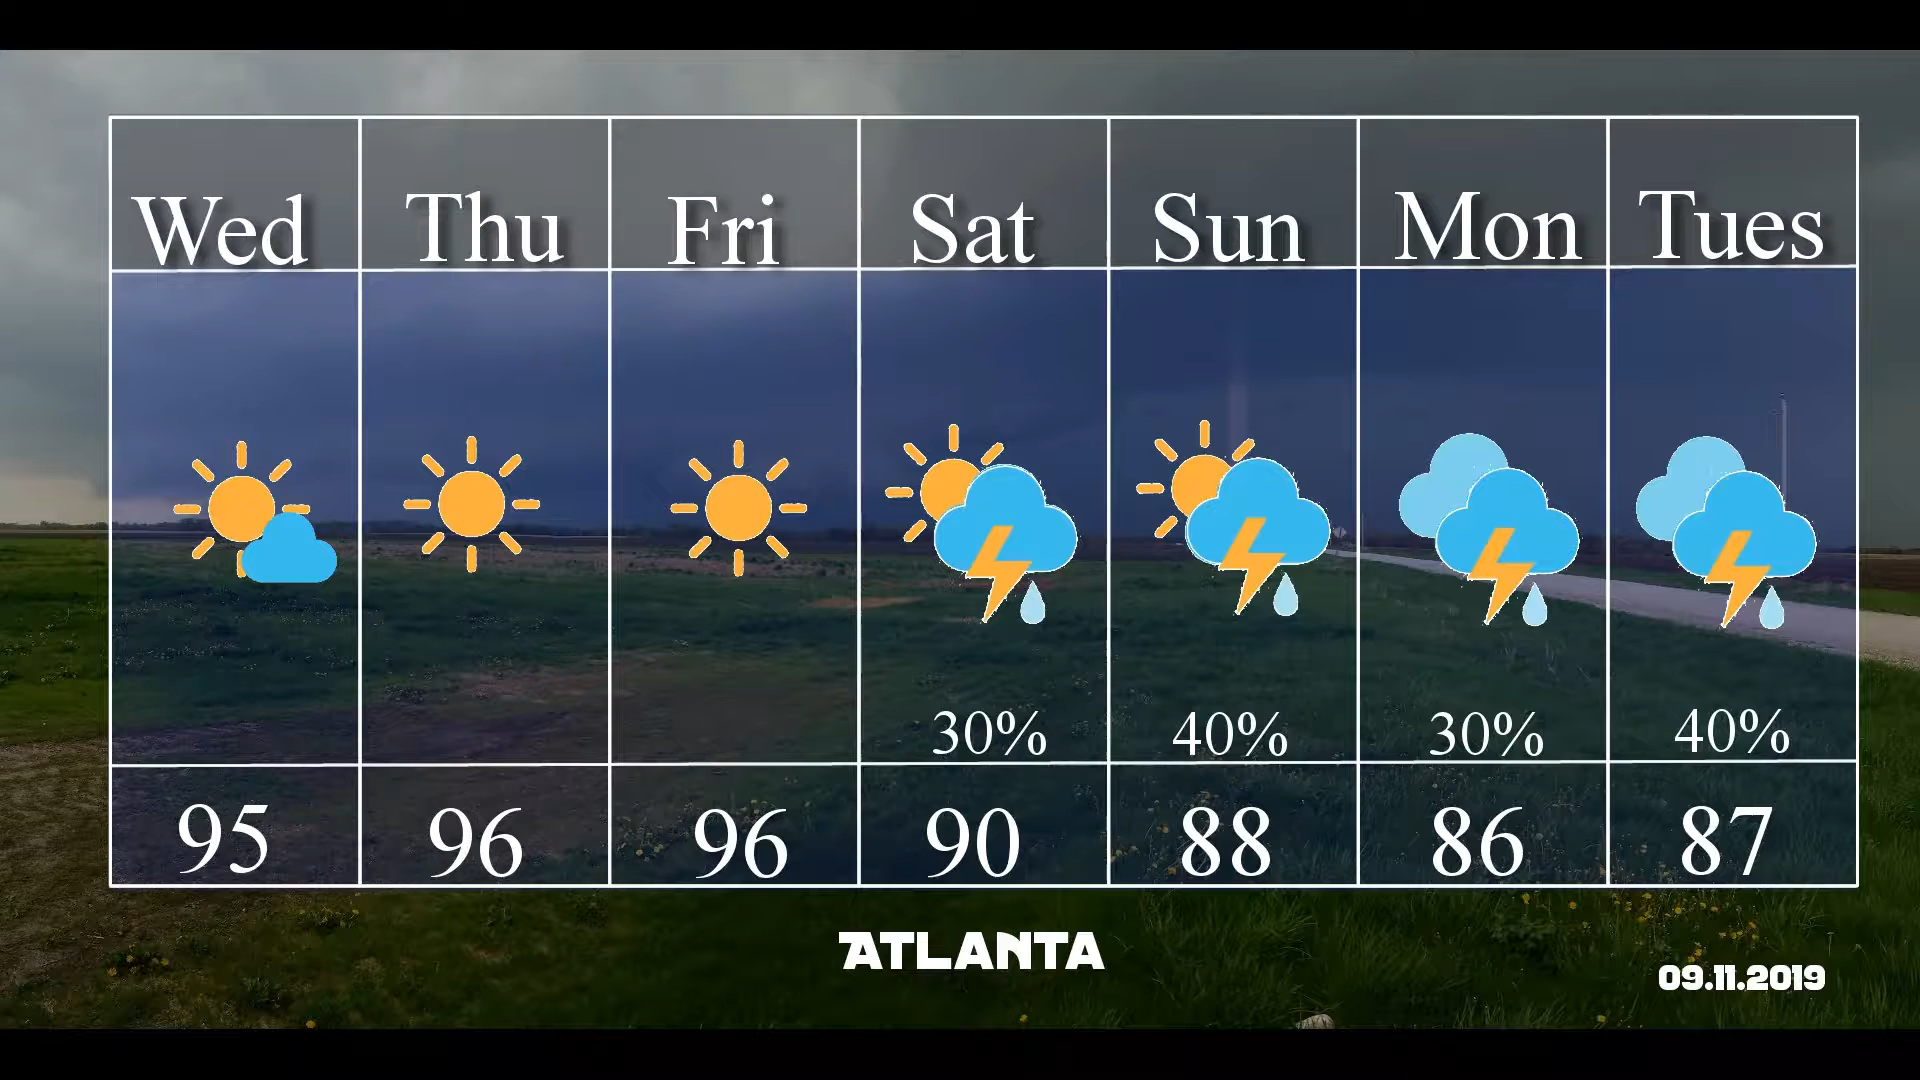 Wed Thu Fri Sat Sun Mon Tues
30% 40% 30% 40%
95 96 96 90 88 86 87
ATLANTA
09.11.2019